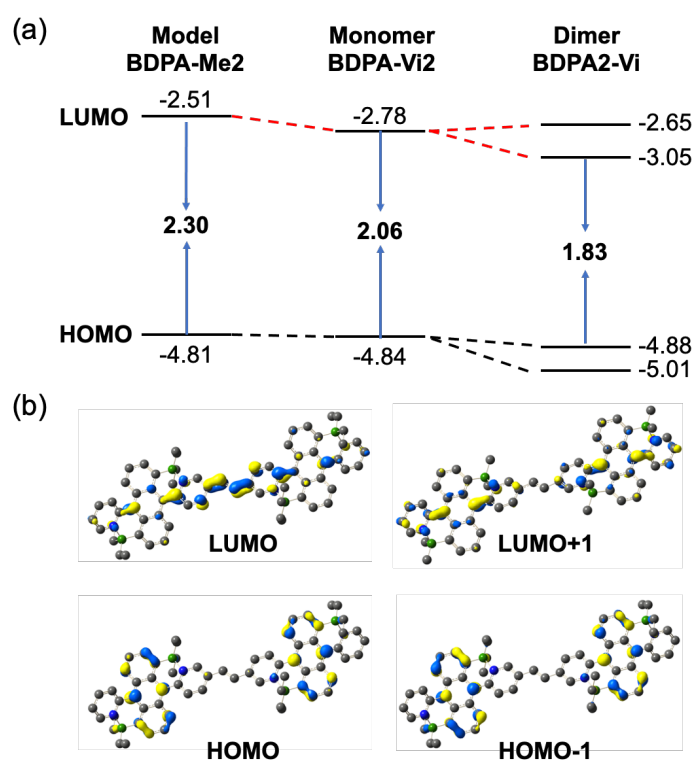 (a)
Model Monomer Dimer
BDPA-Me2 BDPA-Vi2 BDPA2-Vi
-2.51
LUMO -2.78 -2.65
-3.05
2.30 2.06
1.83
HOMO -4.88
-4.81 -4.84 -5.01
(b)
LUMO LUMO+1
HOMO HOMO-1